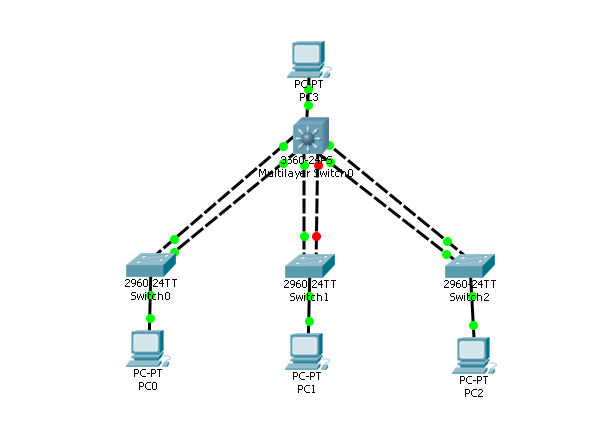 PC-PT
PC3
3560-24PS
Multilayer Switch0
2960-24TT
Switch0
2960-24TT
Switch1
2960-24TT
Switch2
PC-PT
PC0
PC-PT
PC1
PC-PT
PC2